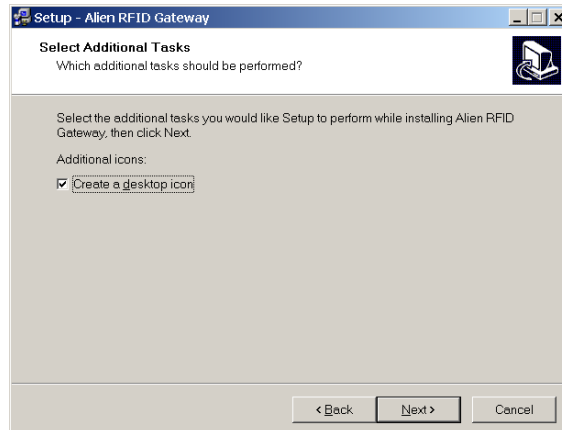 Setup - Alien RFID Gateway
Select Additional Tasks
Which additional tasks should be performed?
Select the additional tasks you would like Setup to perform while installing Alien RFID
Gateway, then click Next.
Additional icons:
Create a desktop icon
< Back Next > Cancel